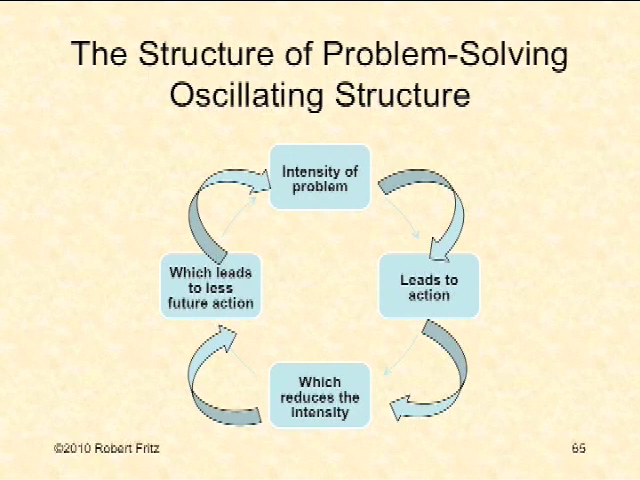 The Structure of Problem-Solving
Oscillating Structure
Intensity of
problem
Leads to
action
Which
reduces the
intensity
Which leads
to less
future action
©2010 Robert Fritz
65